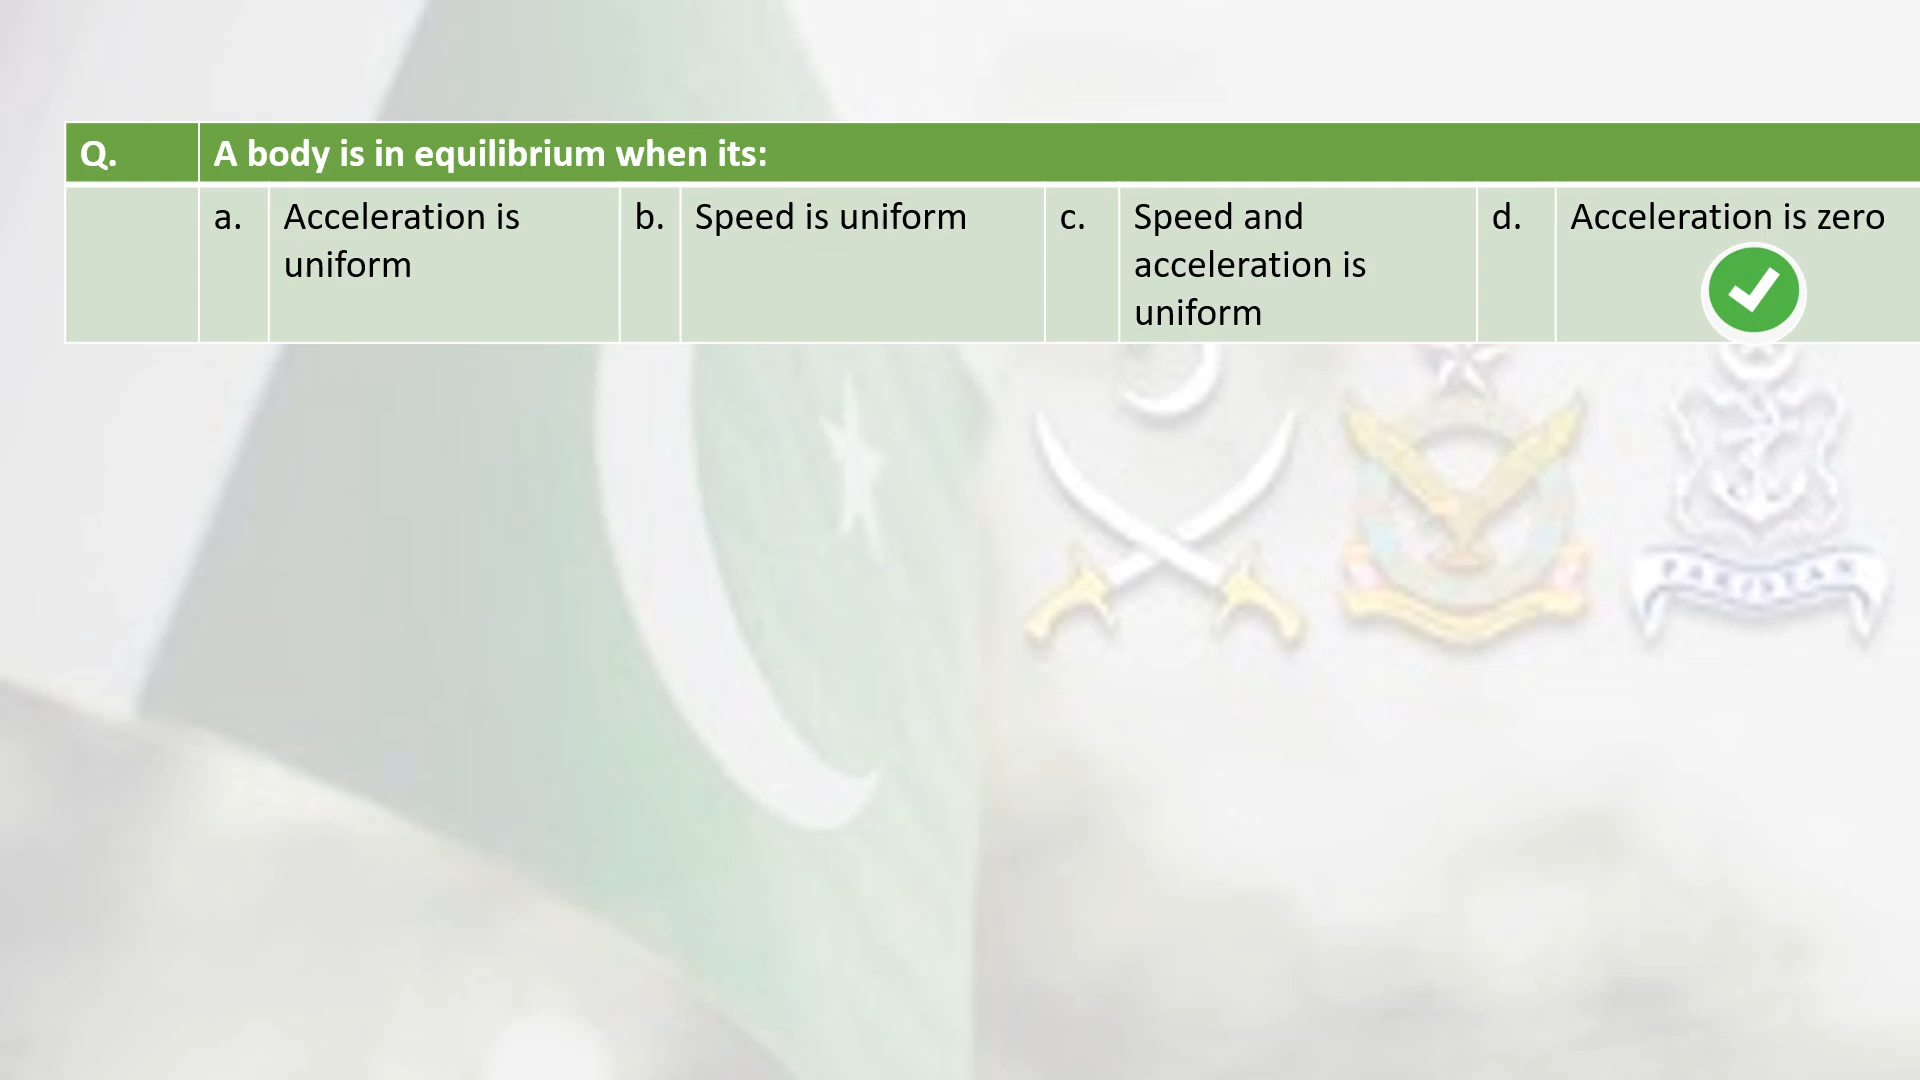 Q. A body is in equilibrium when its:
a. Acceleration is uniform
b. Speed is uniform
c. Speed and acceleration is uniform
d. Acceleration is zero
PAKISTAN